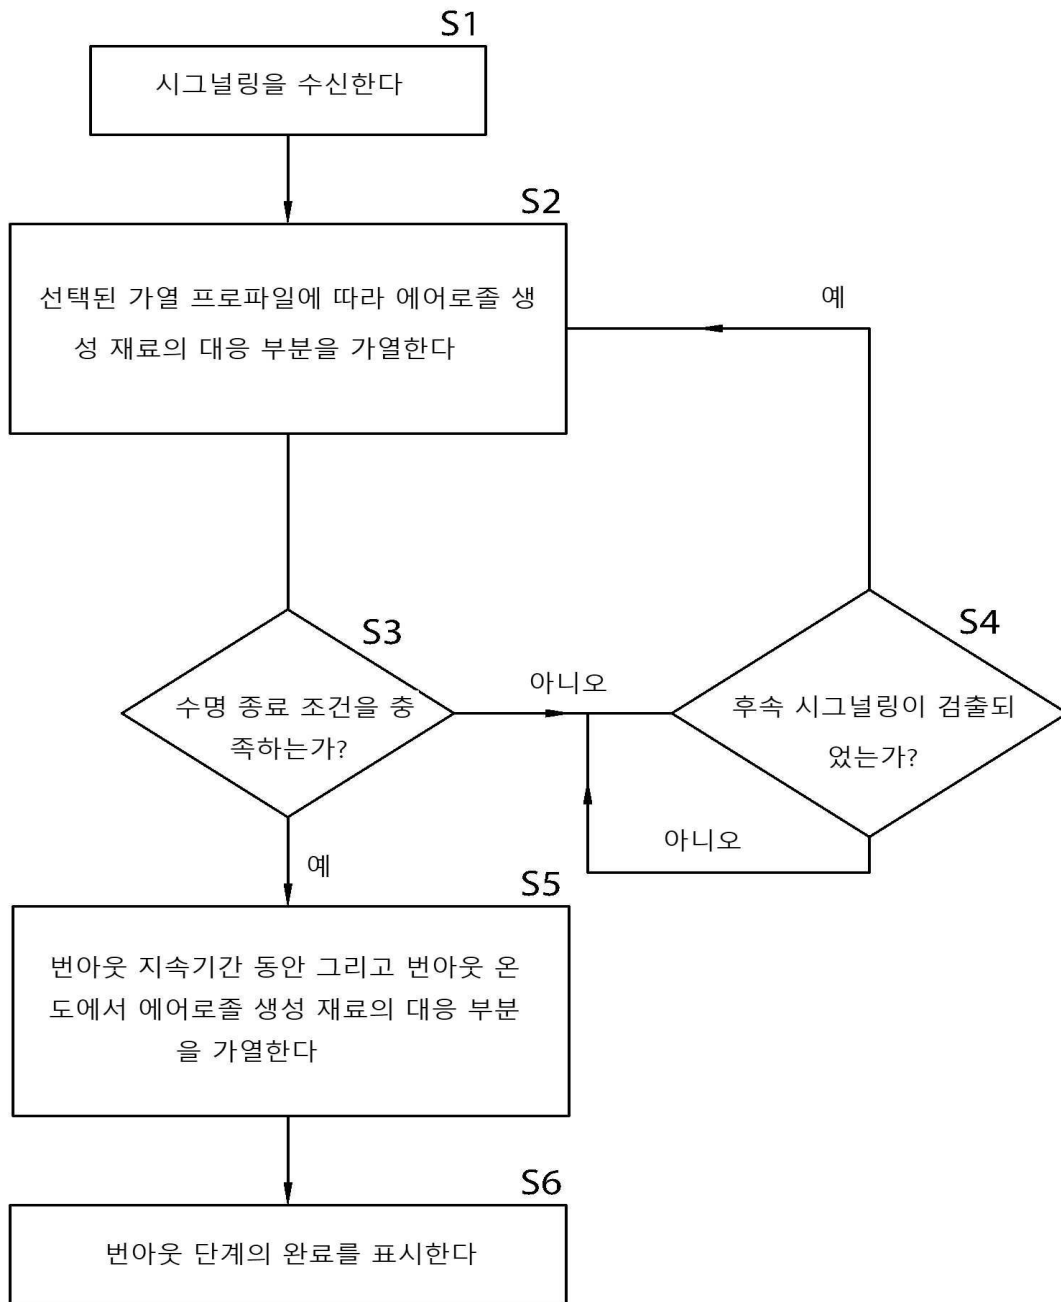 S1
시그널링을 수신한다
S2
선택된 가열 프로파일에 따라 에어로졸 생
성 재료의 대응 부분을 가열한다
예
S3
수명 종료 조건을 충
족하는가?
아니오
S4
후속 시그널링이 검출되
었는가?
아니오
예
S5
번아웃 지속기간 동안 그리고 번아웃 온
도에서 에어로졸 생성 재료의 대응 부분
을 가열한다
S6
번아웃 단계의 완료를 표시한다